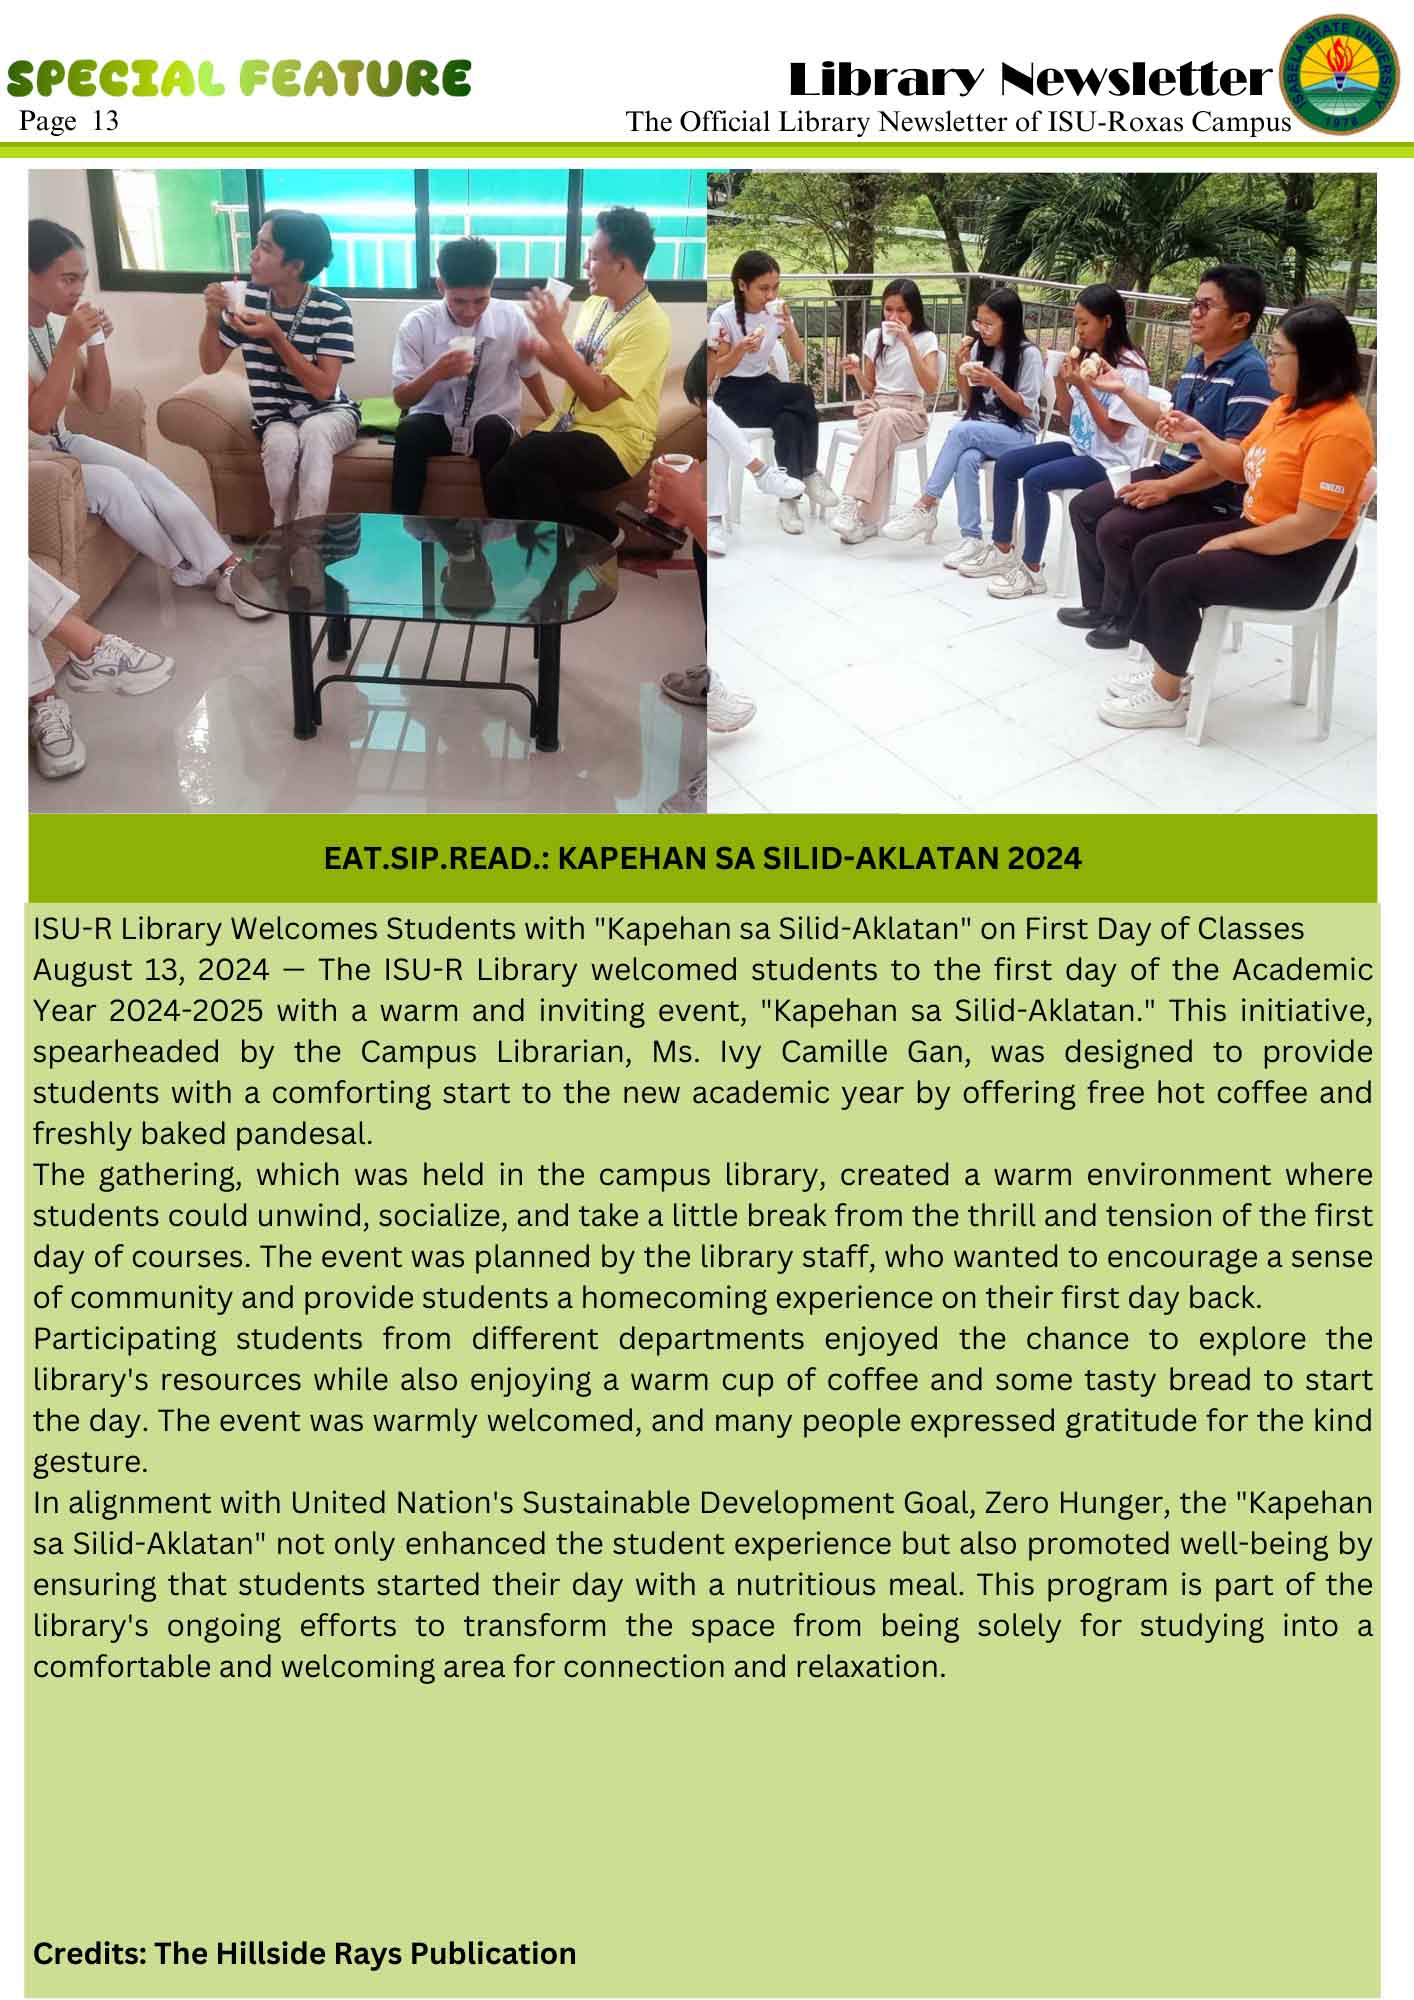 SPECIAL FEATURE
Page 13
Library Newsletter
The Official Library Newsletter of ISU-Roxas Campus
ISABELA STATE UNIVERSITY
1978
EAT.SIP.READ.: KAPEHAN SA SILID-AKLATAN 2024
ISU-R Library Welcomes Students with "Kapehan sa Silid-Aklatan" on First Day of Classes
August 13, 2024 — The ISU-R Library welcomed students to the first day of the Academic
Year 2024-2025 with a warm and inviting event, "Kapehan sa Silid-Aklatan." This initiative,
spearheaded by the Campus Librarian, Ms. Ivy Camille Gan, was designed to provide
students with a comforting start to the new academic year by offering free hot coffee and
freshly baked pandesal.
The gathering, which was held in the campus library, created a warm environment where
students could unwind, socialize, and take a little break from the thrill and tension of the first
day of courses. The event was planned by the library staff, who wanted to encourage a sense
of community and provide students a homecoming experience on their first day back.
Participating students from different departments enjoyed the chance to explore the
library's resources while also enjoying a warm cup of coffee and some tasty bread to start
the day. The event was warmly welcomed, and many people expressed gratitude for the kind
gesture.
In alignment with United Nation's Sustainable Development Goal, Zero Hunger, the "Kapehan
sa Silid-Aklatan" not only enhanced the student experience but also promoted well-being by
ensuring that students started their day with a nutritious meal. This program is part of the
library's ongoing efforts to transform the space from being solely for studying into a
comfortable and welcoming area for connection and relaxation.
Credits: The Hillside Rays Publication